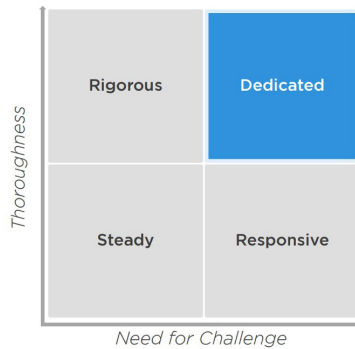 Rigorous
Dedicated
Thoroughness
Steady
Responsive
Need for Challenge